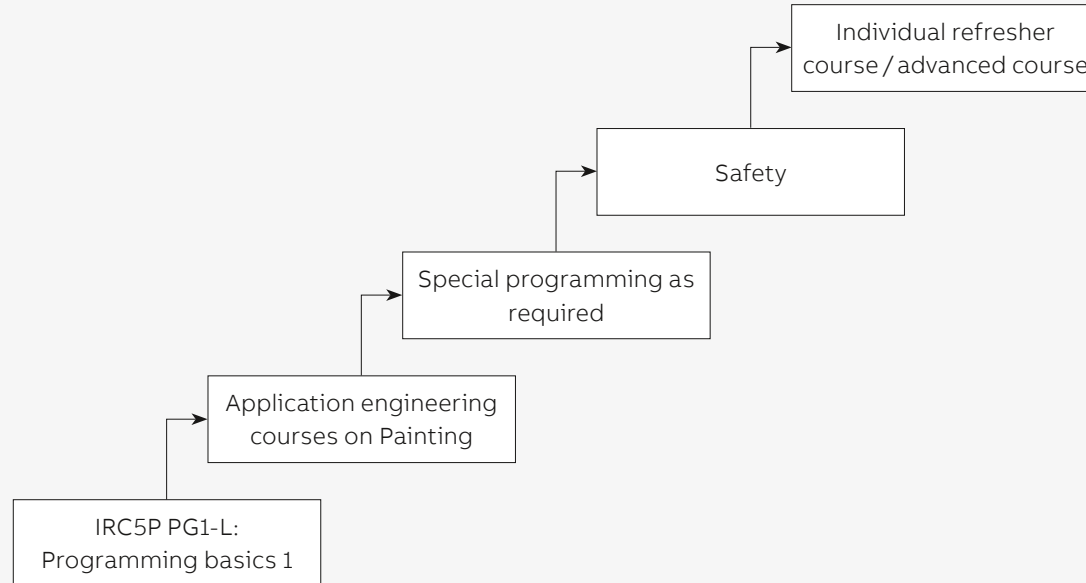 Individual refresher
course / advanced course
Safety
Special programming as
required
Application engineering
courses on Painting
IRC5P PG1-L:
Programming basics 1